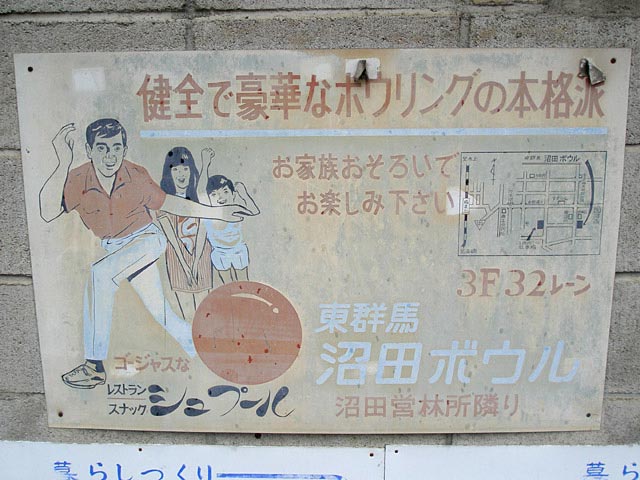 健全で豪華なボウリングの本格派
お家族おそろいで
お楽しみ下さい
東群馬 沼田ボウル
3F 32レーン
東群馬
沼田ボウル
沼田営林所隣り
ゴージャスな
レストラン
スナック
シュプール
暮らしつくり
暮ら